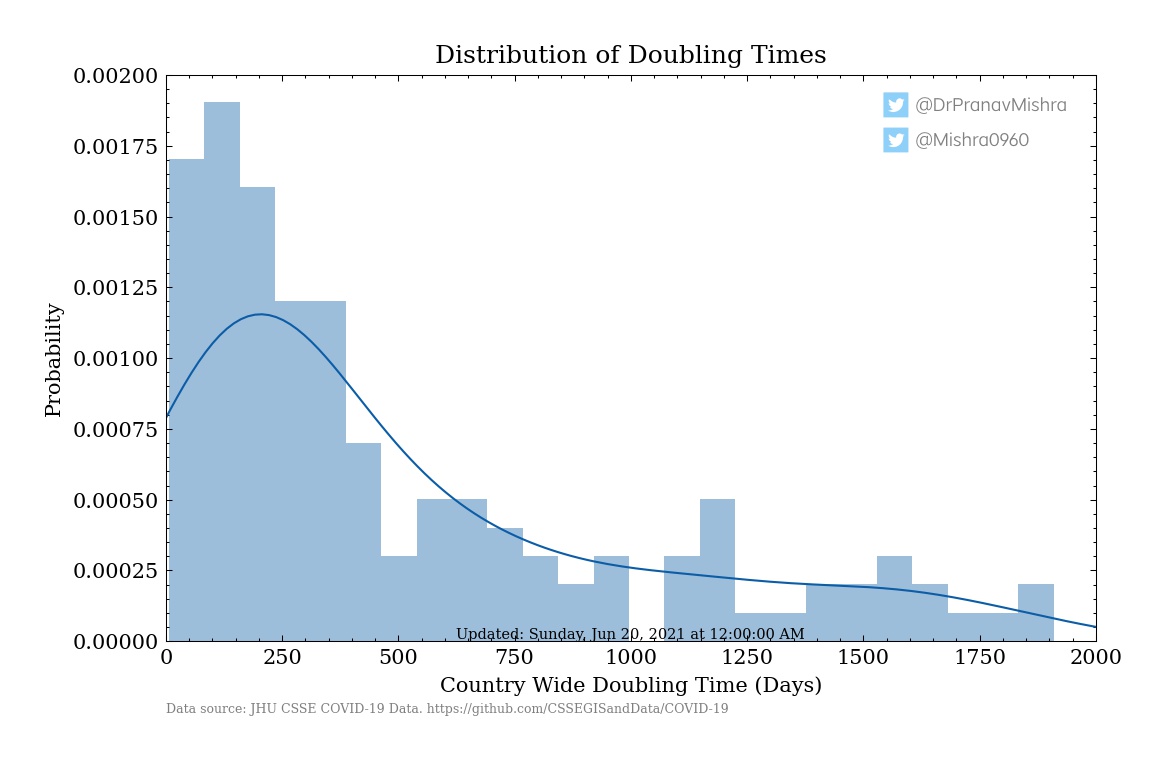 Distribution of Doubling Times
0.00200
0.00175
0.00150
0.00125
0.00100
0.00075
0.00050
0.00025
0.00000
Probability
@DrPranavMishra
@Mishra0960
Updated: Sunday, Jun 20, 2021 at 12:00:00 AM
0 250 500 750 1000 1250 1500 1750 2000
Country Wide Doubling Time (Days)
Data source: JHU CSSE COVID-19 Data. https://github.com/CSSEGISandData/COVID-19